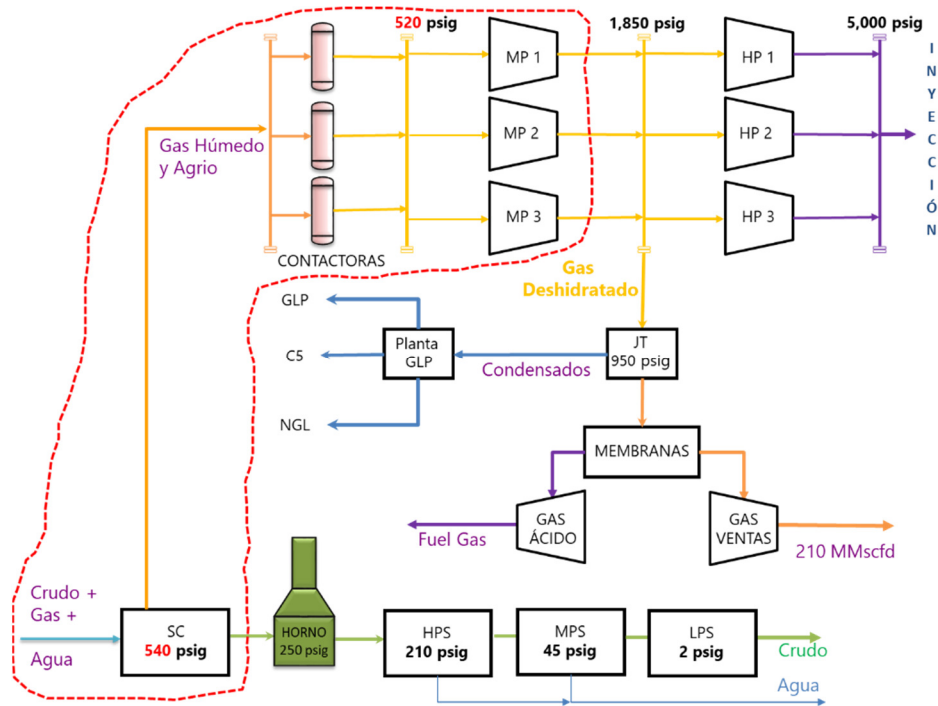 520 psig
1,850 psig
5,000 psig
INYECCIÓN
MP 1
HP 1
MP 2
HP 2
MP 3
HP 3
Gas Húmedo
y Agrio
CONTACTORAS
Gas
Deshidratado
GLP
C5
NGL
Planta
GLP
Condensados
JT
950 psig
MEMBRANAS
GAS
ÁCIDO
GAS
VENTAS
Fuel Gas
210 MMscfd
Crudo +
Gas +
Agua
SC
540 psig
HORNO
250 psig
HPS
210 psig
MPS
45 psig
LPS
2 psig
Crudo
Agua